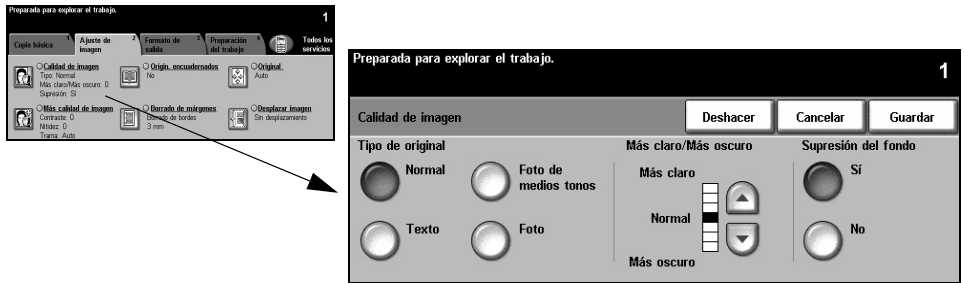 Preparada para explorar el trabajo.
1
Copia básica 1
Ajuste de imagen 2
Formato de salida 3
Preparación del trabajo 4
Todos los servicios
Calidad de imagen
Tipo: Normal
Más claro/Más oscuro: 0
Supresión: Sí
Origin. encuadernados
No
Original
Auto
Más calidad de imagen
Contraste: 0
Nitidez: 0
Trama: Auto
Borrado de márgenes
Borrado de bordes
3 mm
Desplazar imagen
Sin desplazamiento
Preparada para explorar el trabajo.
1
Calidad de imagen
Deshacer
Cancelar
Guardar
Tipo de original
Más claro/Más oscuro
Supresión del fondo
Normal
Foto de
medios tonos
Más claro
Sí
Normal
Texto
Foto
No
Más oscuro